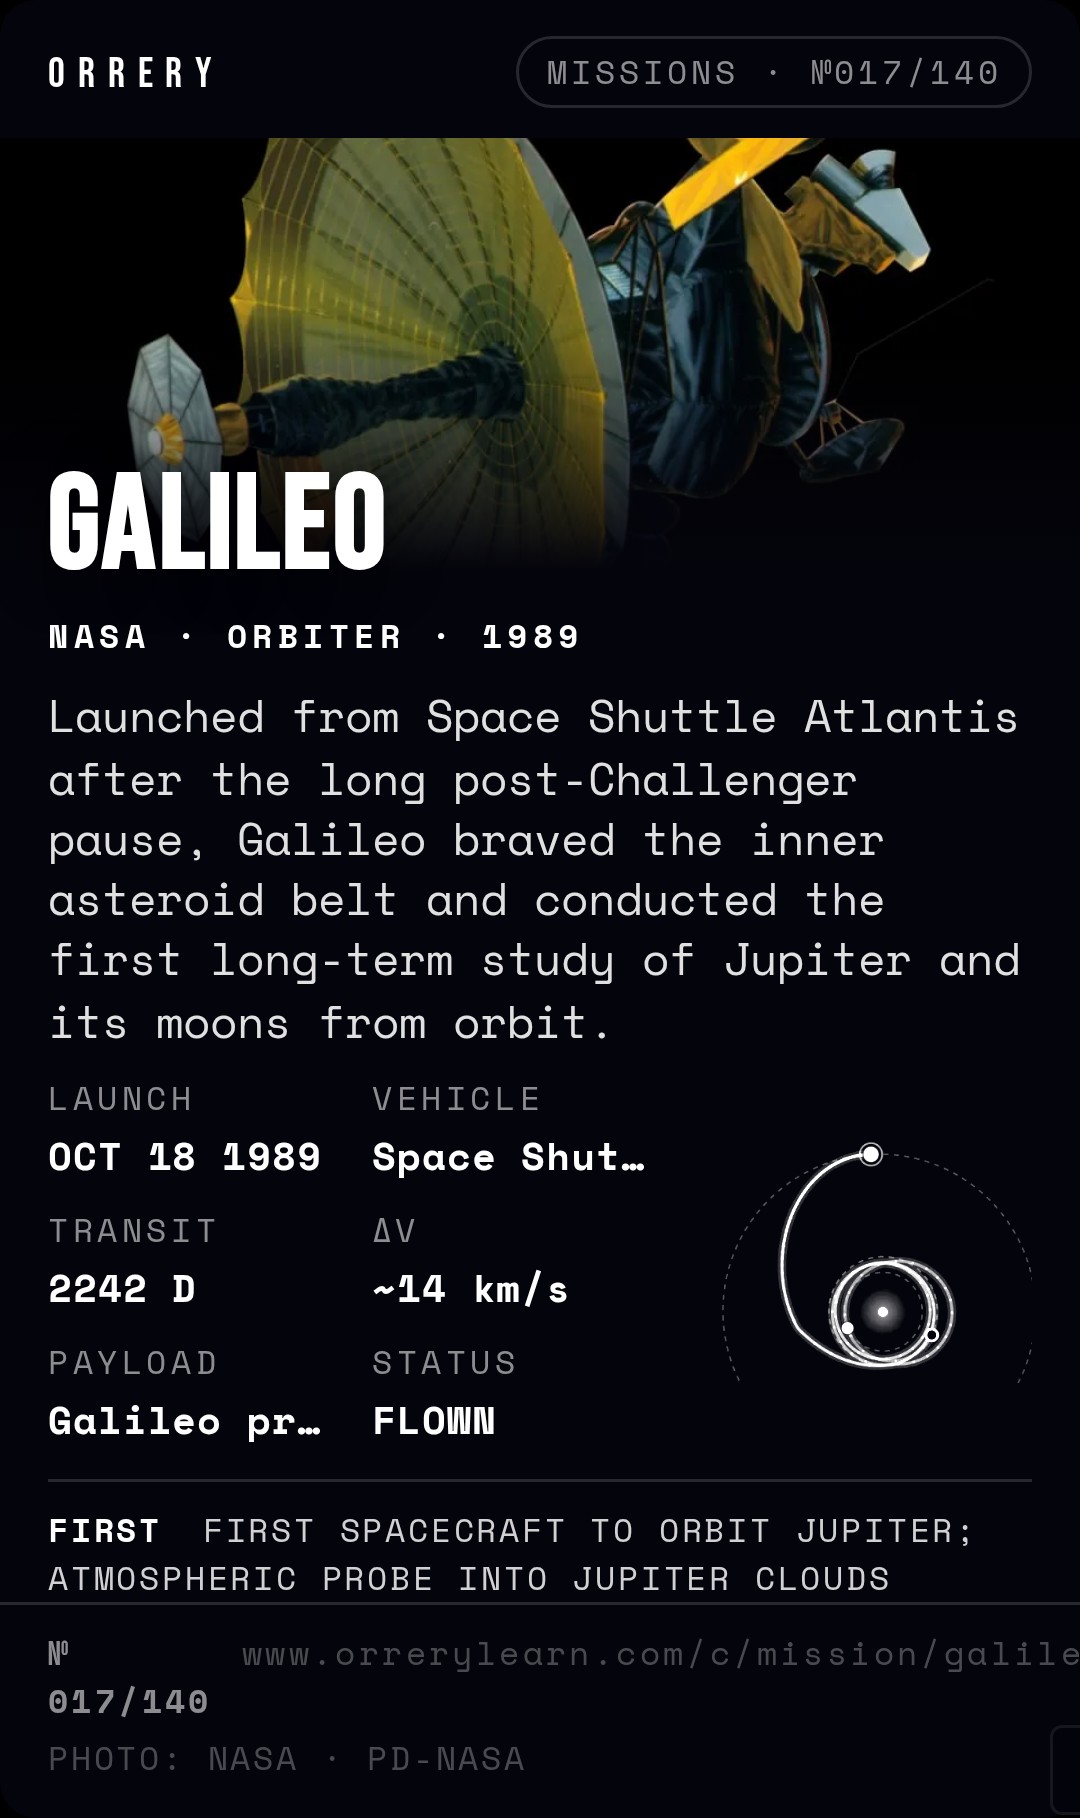 ORRERY
MISSIONS · №017/140
GALILEO
NASA · ORBITER · 1989
Launched from Space Shuttle Atlantis
after the long post-Challenger
pause, Galileo braved the inner
asteroid belt and conducted the
first long-term study of Jupiter and
its moons from orbit.
LAUNCH VEHICLE
OCT 18 1989 Space Shut…
TRANSIT ΔV
2242 D ~14 km/s
PAYLOAD STATUS
Galileo pr… FLOWN
FIRST FIRST SPACECRAFT TO ORBIT JUPITER;
ATMOSPHERIC PROBE INTO JUPITER CLOUDS
№ www.orrerylearn.com/c/mission/galile
017/140
PHOTO: NASA · PD-NASA